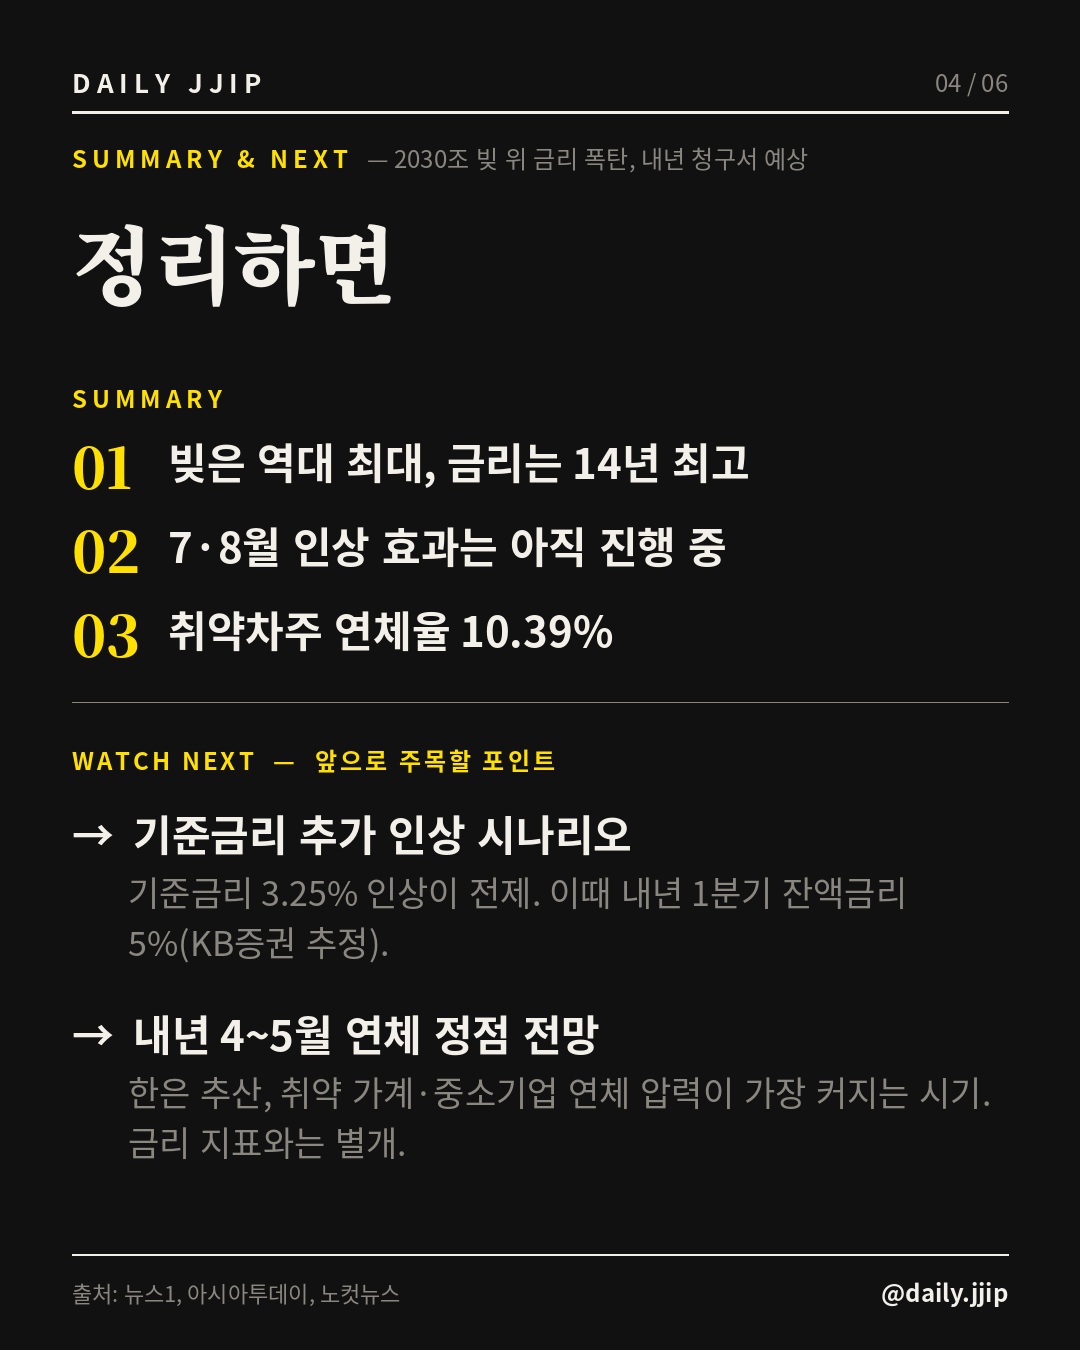 DAILY JJIP 04 / 06
SUMMARY & NEXT — 2030조 빚 위 금리 폭탄, 내년 청구서 예상
정리하면
SUMMARY
01 빚은 역대 최대, 금리는 14년 최고
02 7·8월 인상 효과는 아직 진행 중
03 취약차주 연체율 10.39%
WATCH NEXT — 앞으로 주목할 포인트
→ 기준금리 추가 인상 시나리오
기준금리 3.25% 인상이 전제. 이때 내년 1분기 잔액금리
5%(KB증권 추정).
→ 내년 4~5월 연체 정점 전망
한은 추산, 취약 가계·중소기업 연체 압력이 가장 커지는 시기.
금리 지표와는 별개.
출처: 뉴스1, 아시아투데이, 노컷뉴스 @daily.jjip